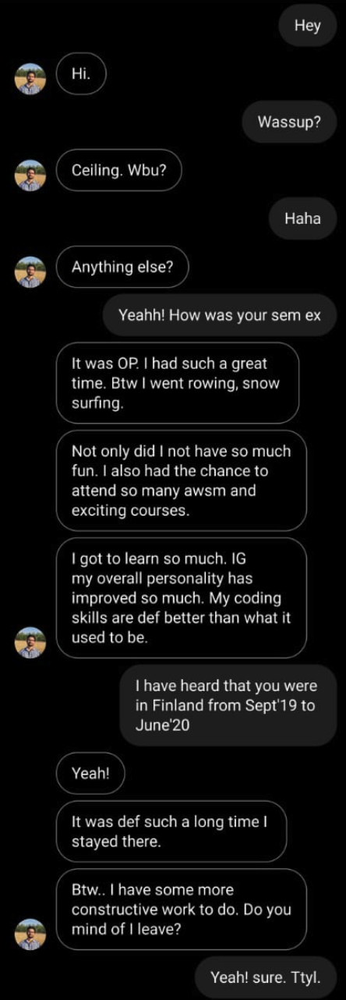 Hey
Hi.
Wassup?
Ceiling. Wbu?
Haha
Anything else?
Yeahh! How was your sem ex
It was OP. I had such a great
time. Btw I went rowing, snow
surfing.
Not only did I not have so much
fun. I also had the chance to
attend so many awsm and
exciting courses.
I got to learn so much. IG
my overall personality has
improved so much. My coding
skills are def better than what it
used to be.
I have heard that you were
in Finland from Sept'19 to
June'20
Yeah!
It was def such a long time I
stayed there.
Btw.. I have some more
constructive work to do. Do you
mind of I leave?
Yeah! sure. Ttyl.